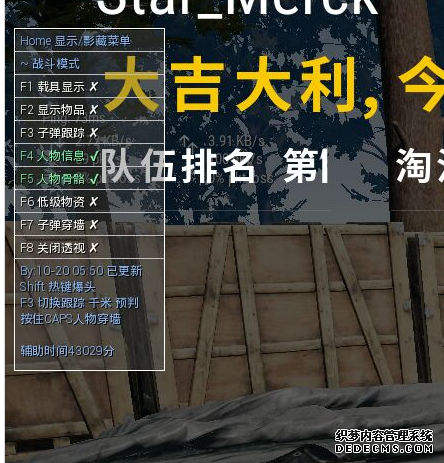 Star_Merck
Home 显示/影藏菜单
~ 战斗模式
大吉大利, 今
F1 载具显示 ✗
F2 显示物品 ✗
F3 子弹跟踪 ✗
3.91 KB/s
F4 人物信息 ✓
队伍排名 第1 淘
F5 人物骨骼 ✓
F6 低级物资 ✗
F7 子弹穿墙 ✗
F8 关闭透视 ✗
By:10-20 05:50 已更新
Shift 热键爆头
F3 切换跟踪 千米 预判
按住CAPS人物穿墙
辅助时间43029分
织梦内容管理系统
DEDECMS.COM